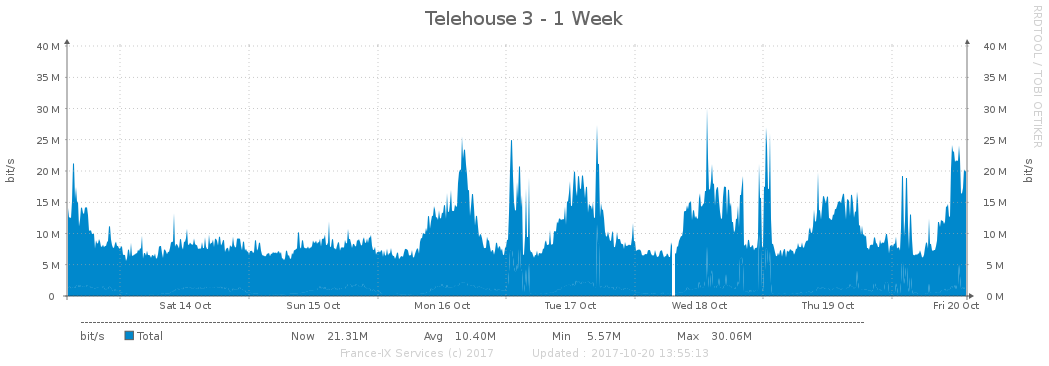 Telehouse 3 - 1 Week
RRDTOOL / TOBI OETIKER
40 M 40 M
35 M 35 M
30 M 30 M
25 M 25 M
20 M 20 M
15 M 15 M
10 M 10 M
5 M 5 M
0 0 M
bit/s bit/s
Sat 14 Oct Sun 15 Oct Mon 16 Oct Tue 17 Oct Wed 18 Oct Thu 19 Oct Fri 20 Oct
bit/s Total Now 21.31M Avg 10.40M Min 5.57M Max 30.06M
France-IX Services (c) 2017 Updated : 2017-10-20 13:55:13